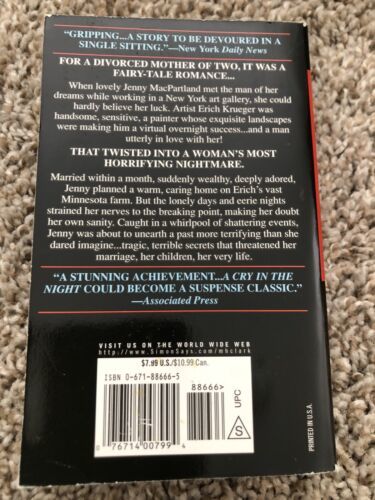 "GRIPPING...A STORY TO BE DEVOURED IN A
SINGLE SITTING."—New York Daily News
FOR A DIVORCED MOTHER OF TWO, IT WAS A
FAIRY-TALE ROMANCE...
When lovely Jenny MacPartland met the man of her
dreams while working in a New York art gallery, she could
hardly believe her luck. Artist Erich Krueger was
handsome, sensitive, a painter whose exquisite landscapes
were making him a virtual overnight success...and a man
utterly in love with her!
THAT TWISTED INTO A WOMAN'S MOST
HORRIFYING NIGHTMARE.
Married within a month, suddenly wealthy, deeply adored,
Jenny planned a warm, caring home on Erich's vast
Minnesota farm. But the lonely days and eerie nights
strained her nerves to the breaking point, making her doubt
her own sanity. Caught in a whirlpool of shattering events,
Jenny was about to unearth a past more terrifying than she
dared imagine...tragic, terrible secrets that threatened her
marriage, her children, her very life.
"A STUNNING ACHIEVEMENT...A CRY IN THE
NIGHT COULD BECOME A SUSPENSE CLASSIC."
—Associated Press
VISIT US ON THE WORLD WIDE WEB
http://www.SimonSays.com/mhclark
$7.99 U.S./$10.99 Can.
ISBN 0-671-88666-5
88666>
0 76714 00799 4
S
UPC
PRINTED IN U.S.A.